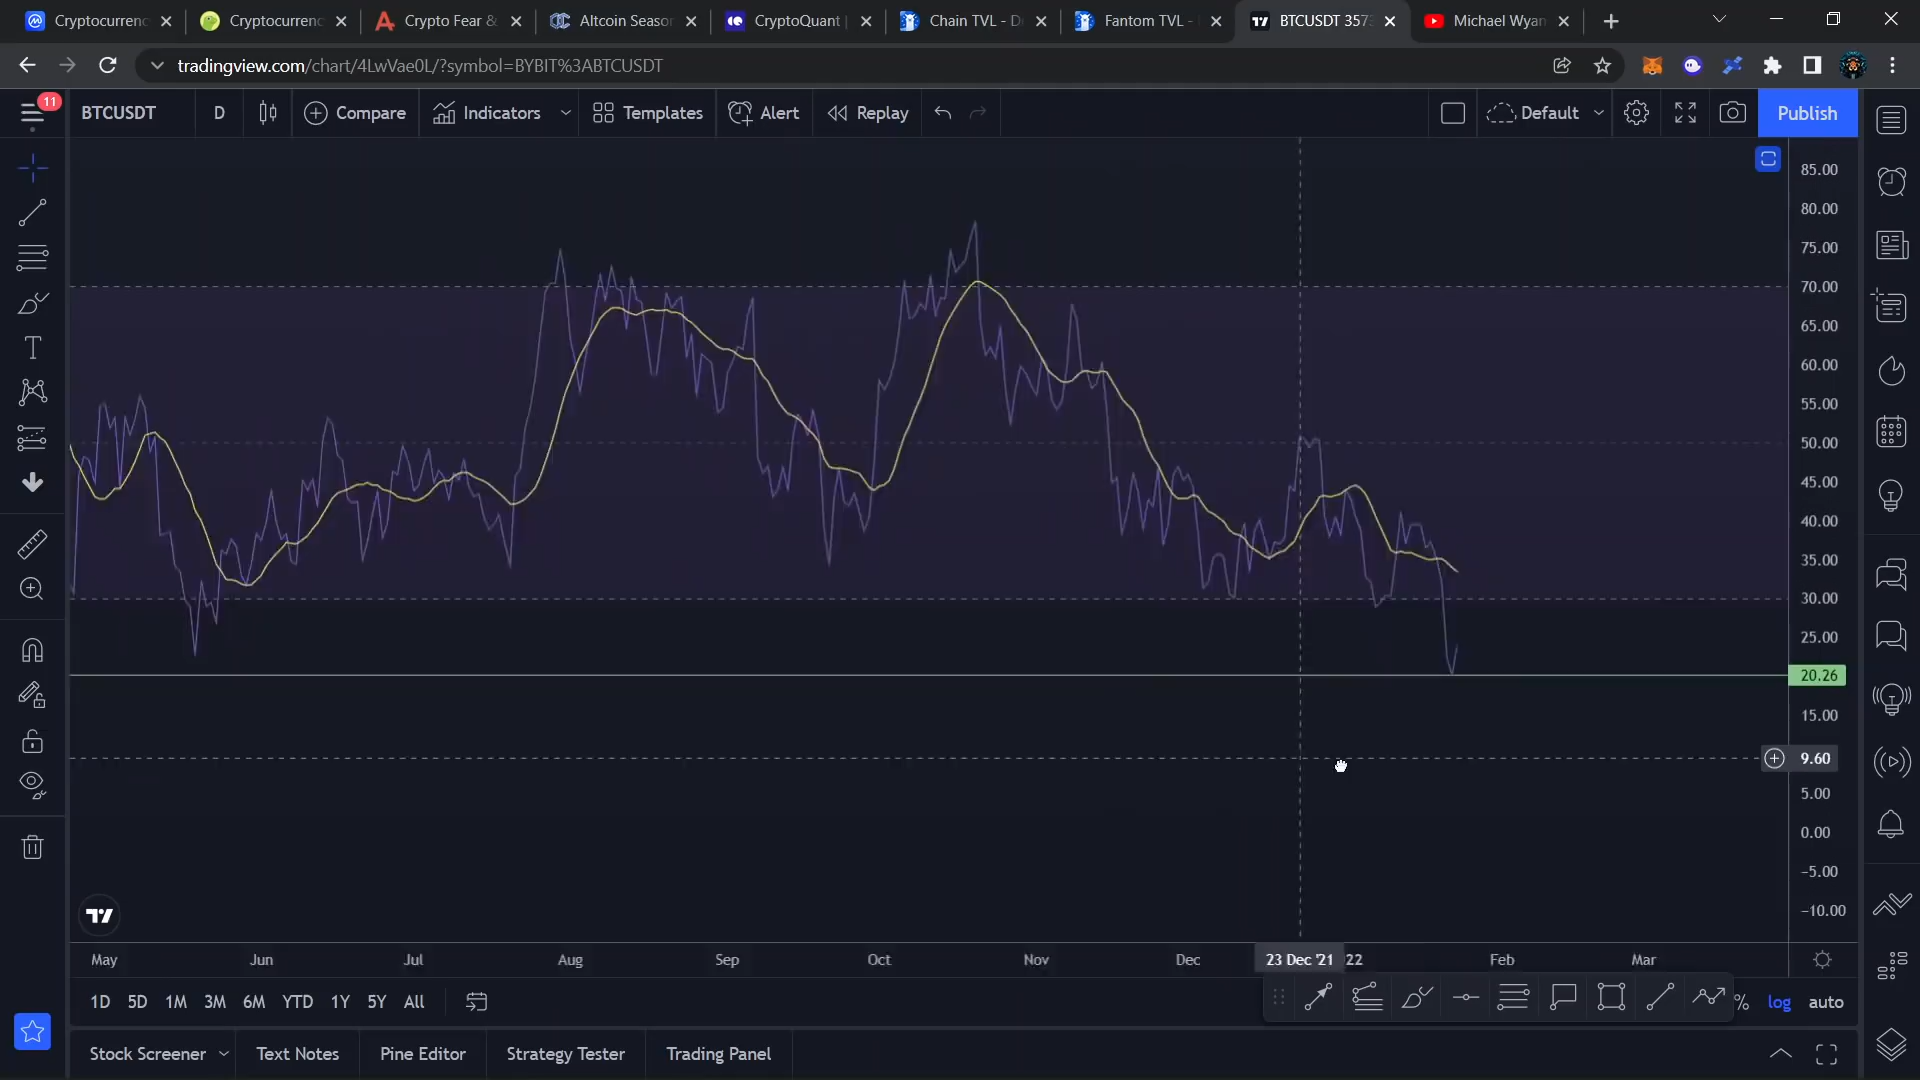 Cryptocurrenc
Cryptocurrenc
Crypto Fear &
Altcoin Seasor
CryptoQuant |
Chain TVL - D
Fantom TVL -
BTCUSDT 3573
Michael Wyan
tradingview.com/chart/4LwVae0L/?symbol=BYBIT%3ABTCUSDT
11
BTCUSDT
D
Compare
Indicators
Templates
Alert
Replay
Default
Publish
85.00
80.00
75.00
70.00
65.00
60.00
55.00
50.00
45.00
40.00
35.00
30.00
25.00
20.26
15.00
9.60
5.00
0.00
−5.00
−10.00
May Jun Jul Aug Sep Oct Nov Dec 23 Dec '21 22 Feb Mar
1D 5D 1M 3M 6M YTD 1Y 5Y All
% log auto
Stock Screener Text Notes Pine Editor Strategy Tester Trading Panel